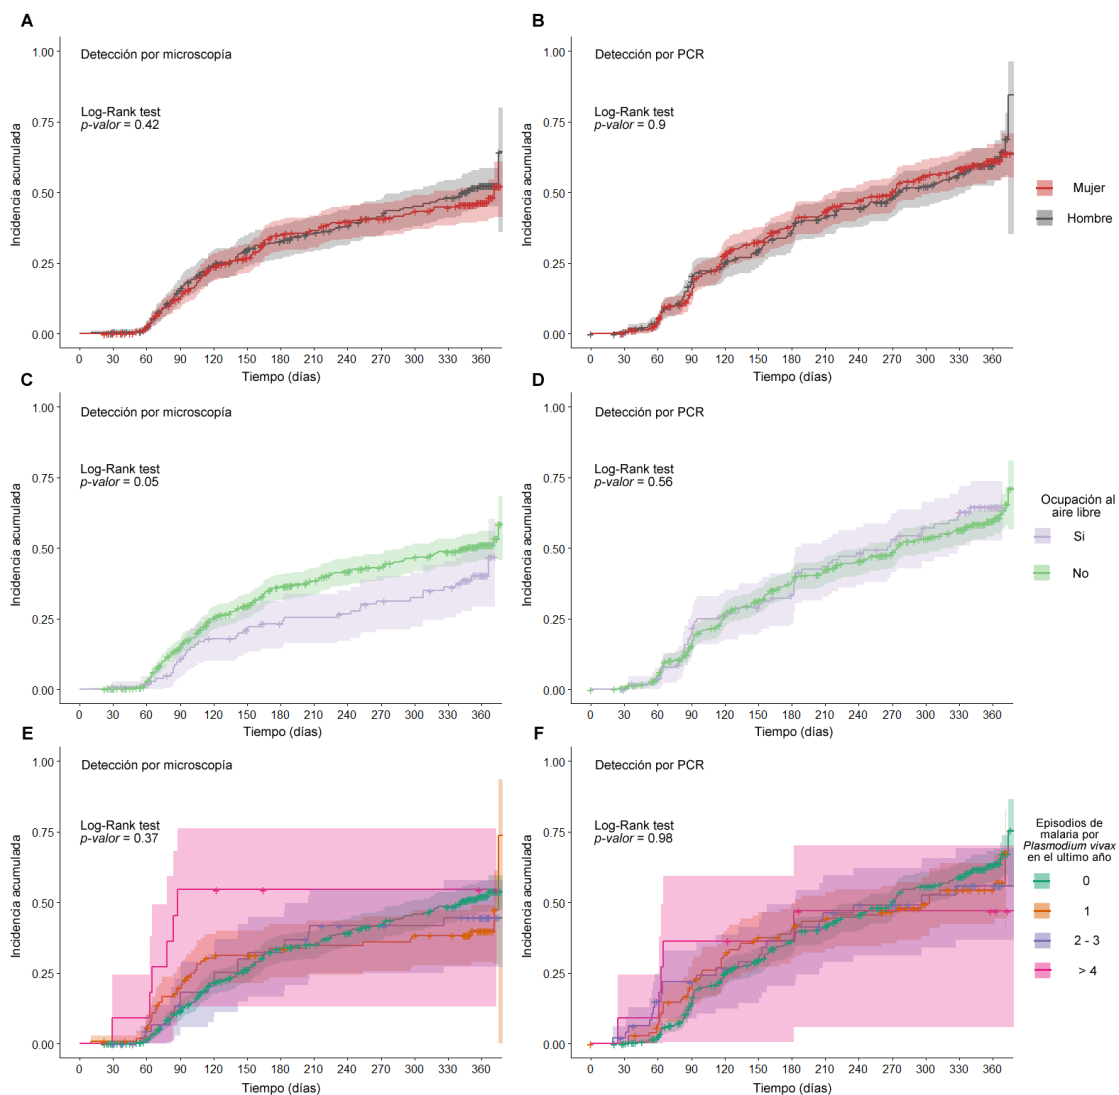 A
Detección por microscopía
Log-Rank test
p-valor = 0.42
Incidencia acumulada
1.00
0.75
0.50
0.25
0.00
0 30 60 90 120 150 180 210 240 270 300 330 360
Tiempo (días)
B
Detección por PCR
Log-Rank test
p-valor = 0.9
Incidencia acumulada
1.00
0.75
0.50
0.25
0.00
0 30 60 90 120 150 180 210 240 270 300 330 360
Tiempo (días)
Mujer
Hombre
C
Detección por microscopía
Log-Rank test
p-valor = 0.05
Incidencia acumulada
1.00
0.75
0.50
0.25
0.00
0 30 60 90 120 150 180 210 240 270 300 330 360
Tiempo (días)
D
Detección por PCR
Log-Rank test
p-valor = 0.56
Incidencia acumulada
1.00
0.75
0.50
0.25
0.00
0 30 60 90 120 150 180 210 240 270 300 330 360
Tiempo (días)
Ocupación al
aire libre
Si
No
E
Detección por microscopía
Log-Rank test
p-valor = 0.37
Incidencia acumulada
1.00
0.75
0.50
0.25
0.00
0 30 60 90 120 150 180 210 240 270 300 330 360
Tiempo (días)
F
Detección por PCR
Log-Rank test
p-valor = 0.98
Incidencia acumulada
1.00
0.75
0.50
0.25
0.00
0 30 60 90 120 150 180 210 240 270 300 330 360
Tiempo (días)
Episodios de
malaria por
Plasmodium vivax
en el ultimo año
0
1
2 - 3
> 4